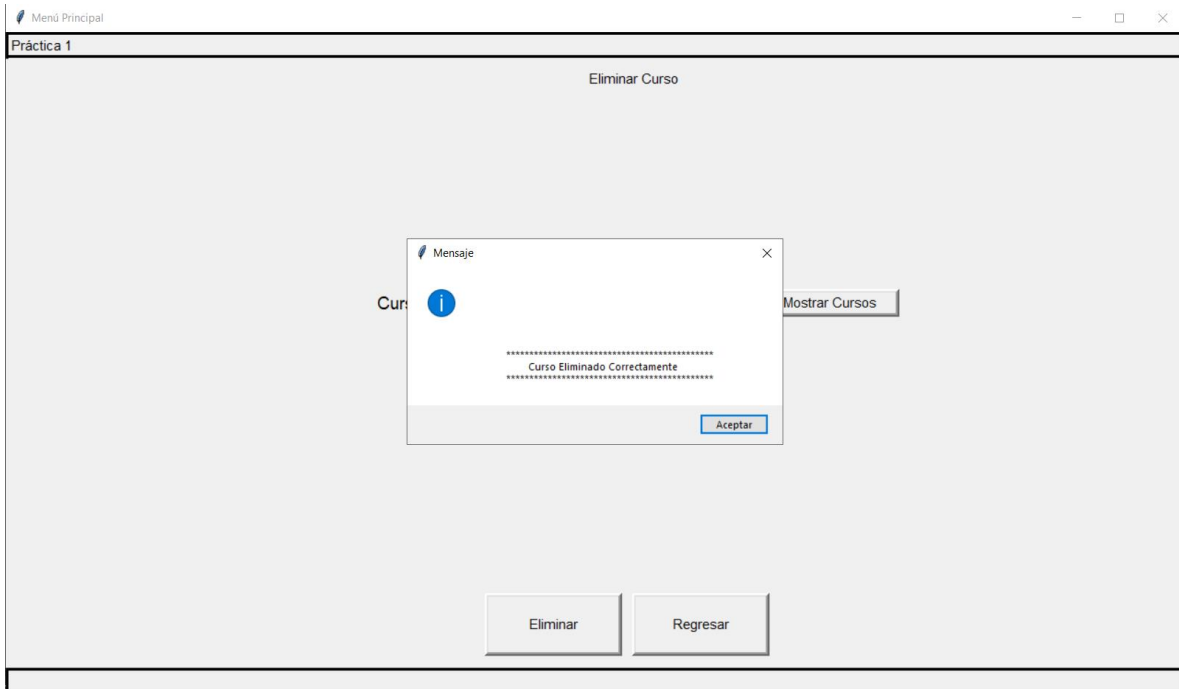 Menú Principal
Práctica 1
Eliminar Curso
Mensaje
Mostrar Cursos
*********************************************
Curso Eliminado Correctamente
*********************************************
Aceptar
Eliminar
Regresar